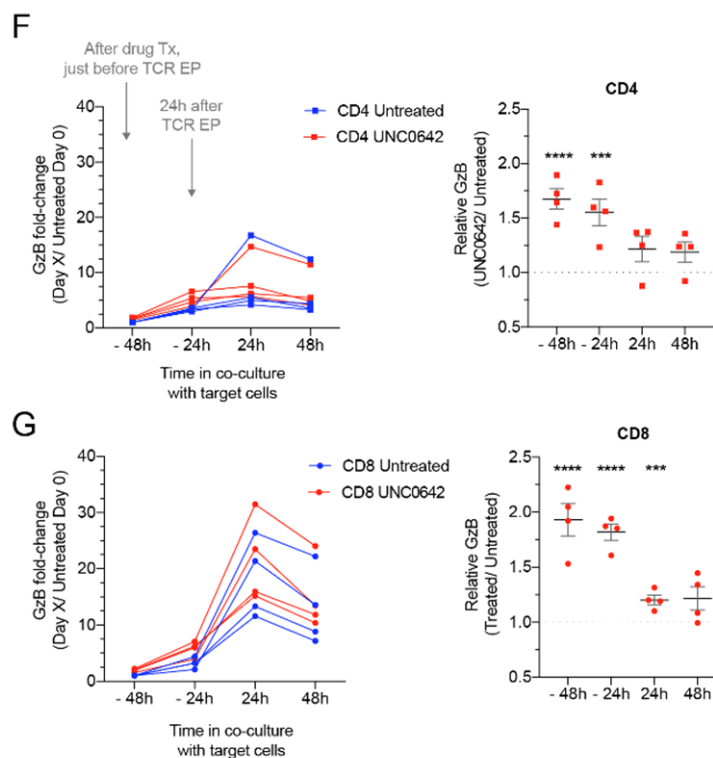 F
After drug Tx,
just before TCR EP
24h after
TCR EP
CD4 Untreated
CD4 UNC0642
GzB fold-change
(Day X/ Untreated Day 0)
40
30
20
10
5
0
- 48h
- 24h
24h
48h
Time in co-culture
with target cells
CD4
Relative GzB
(UNC0642/ Untreated)
2.5
2.0
1.5
1.0
0.5
****
***
- 48h
- 24h
24h
48h
G
CD8 Untreated
CD8 UNC0642
GzB fold-change
(Day X/ Untreated Day 0)
40
30
20
10
5
0
- 48h
- 24h
24h
48h
Time in co-culture
with target cells
CD8
Relative GzB
(Treated/ Untreated)
2.5
2.0
1.5
1.0
0.5
****
****
***
- 48h
- 24h
24h
48h